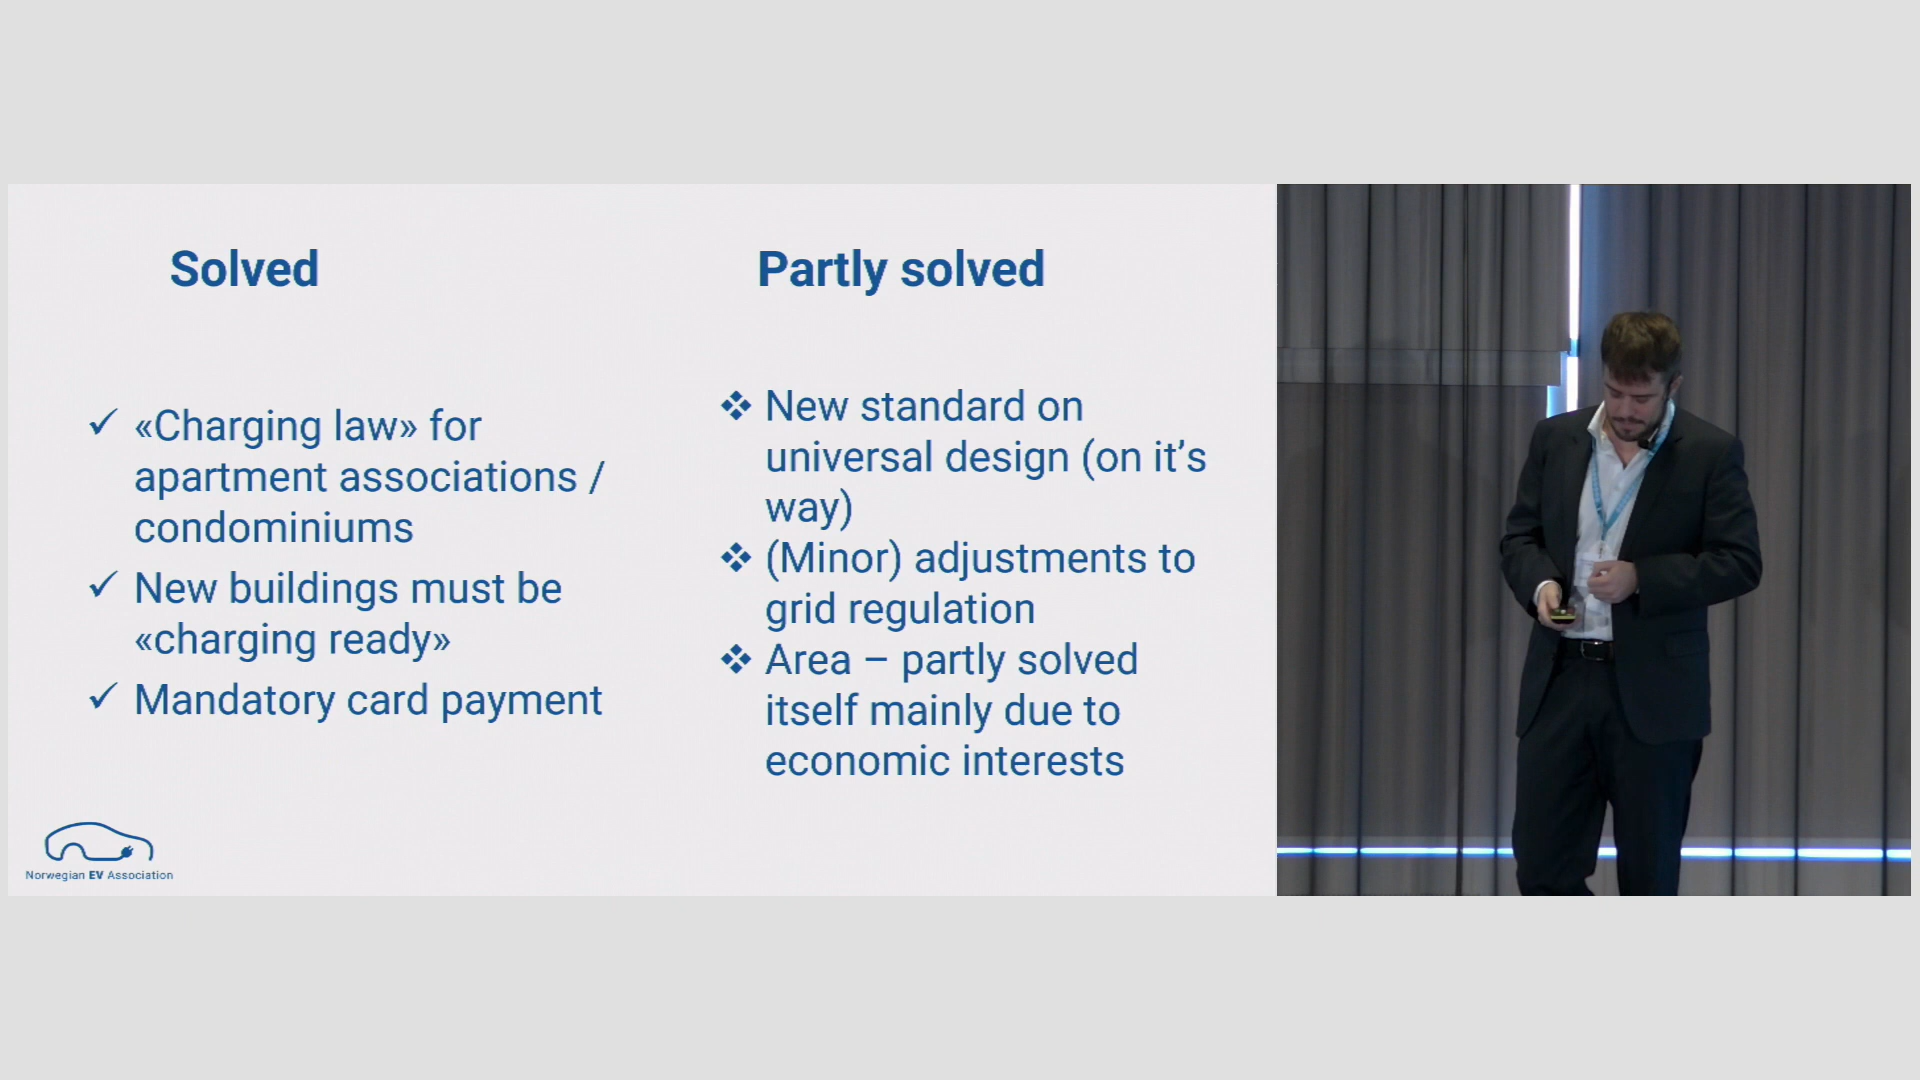 Solved
«Charging law» for
apartment associations /
condominiums
New buildings must be
«charging ready»
Mandatory card payment
Partly solved
New standard on
universal design (on it's
way)
(Minor) adjustments to
grid regulation
Area – partly solved
itself mainly due to
economic interests
Norwegian EV Association